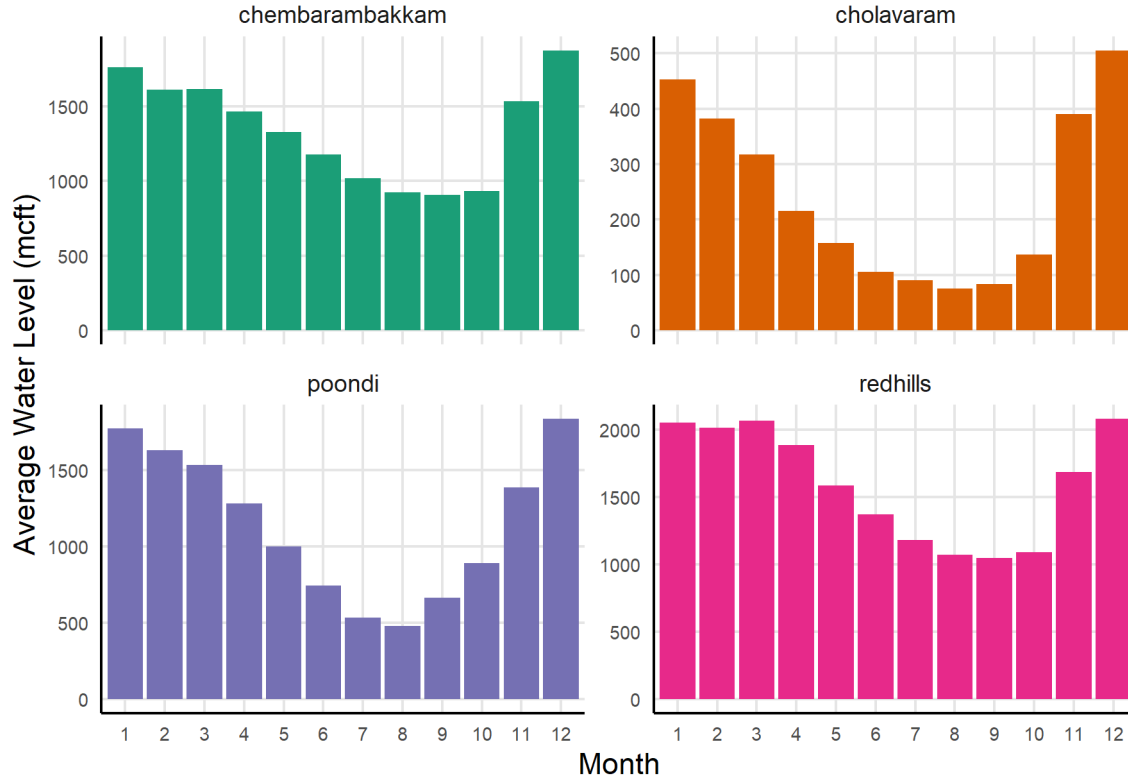 chembarambakkam
cholavaram
1500
1000
500
0
500
400
300
200
100
0
Average Water Level (mcft)
poondi
redhills
1500
1000
500
0
2000
1500
1000
500
0
1 2 3 4 5 6 7 8 9 10 11 12
1 2 3 4 5 6 7 8 9 10 11 12
Month